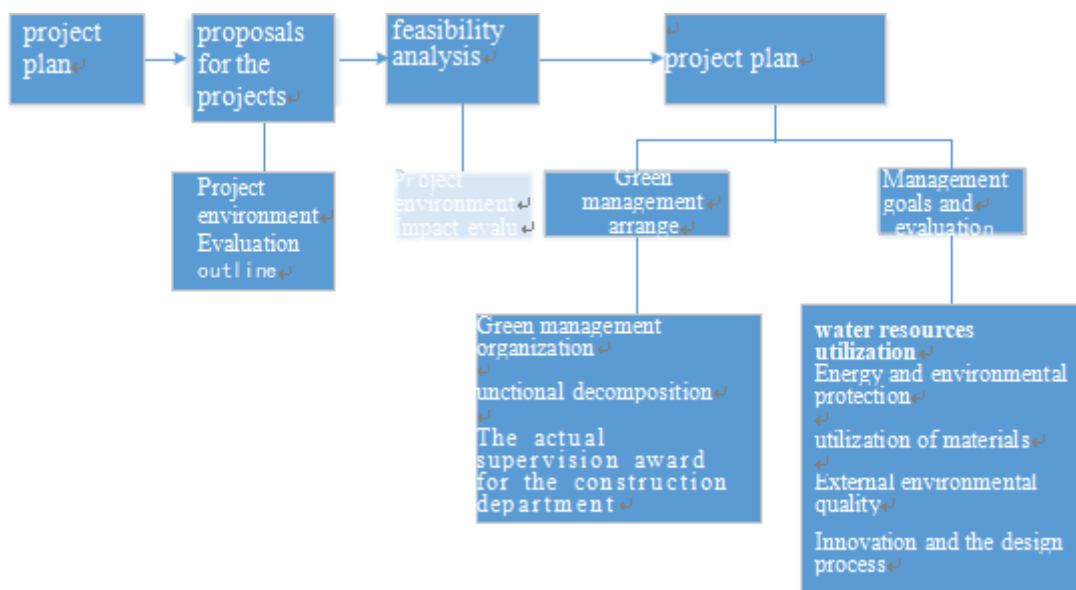 project
plan
proposals
for the
projects
feasibility
analysis
project plan
Project
environment
Evaluation
outline
Project
environment
Impact evalu
Green
management
arrange
Management
goals and
evaluation
Green management
organization
unctional decomposition
The actual
supervision award
for the construction
department
water resources
utilization
Energy and environmental
protection
utilization of materials
External environmental
quality
Innovation and the design
process